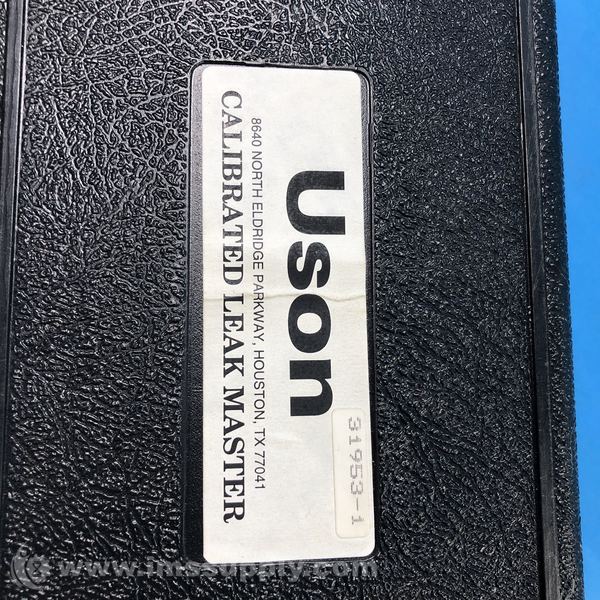 Uson
31953-1
8640 NORTH ELDRIDGE PARKWAY, HOUSTON, TX 77041
CALIBRATED LEAK MASTER
www.imssupply.com